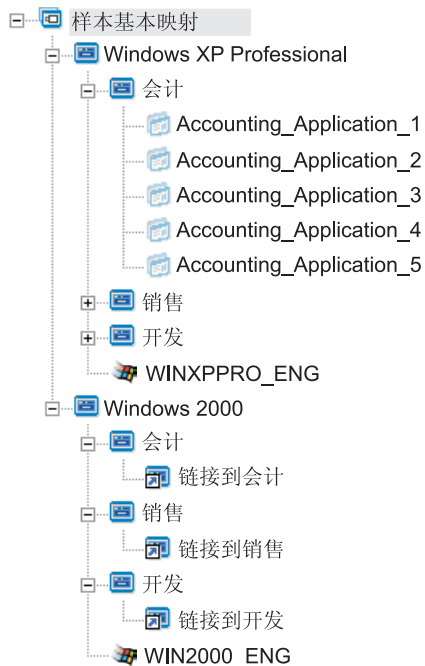 样本基本映射
Windows XP Professional
会计
Accounting_Application_1
Accounting_Application_2
Accounting_Application_3
Accounting_Application_4
Accounting_Application_5
销售
开发
WINXPPRO_ENG
Windows 2000
会计
链接到会计
销售
链接到销售
开发
链接到开发
WIN2000_ENG